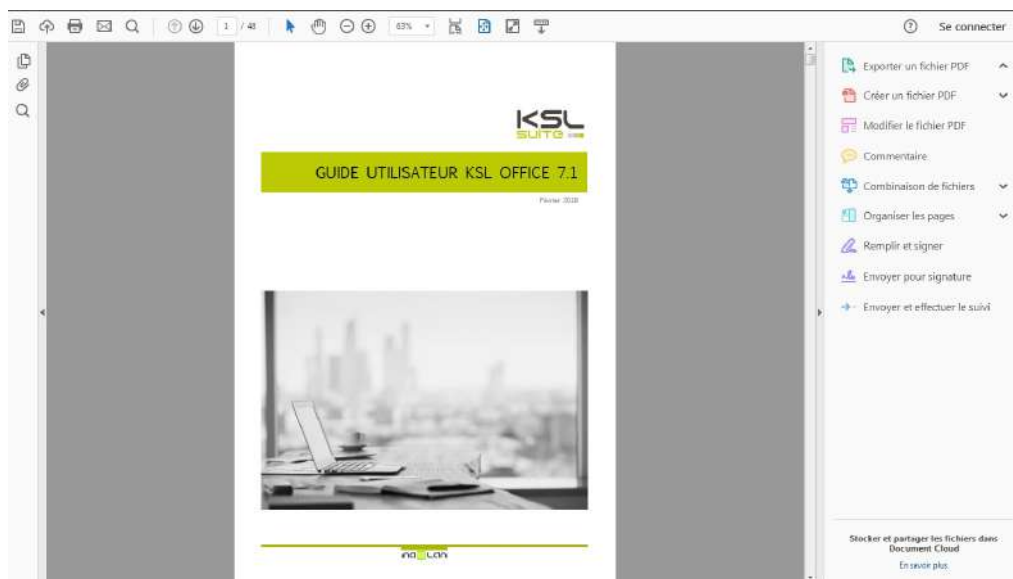 1 / 48
63%
Se connecter
KSL
SUITE
GUIDE UTILISATEUR KSL OFFICE 7.1
Février 2018
Exporter un fichier PDF
Créer un fichier PDF
Modifier le fichier PDF
Commentaire
Combinaison de fichiers
Organiser les pages
Remplir et signer
Envoyer pour signature
Envoyer et effectuer le suivi
Stocker et partager les fichiers dans
Document Cloud
En savoir plus